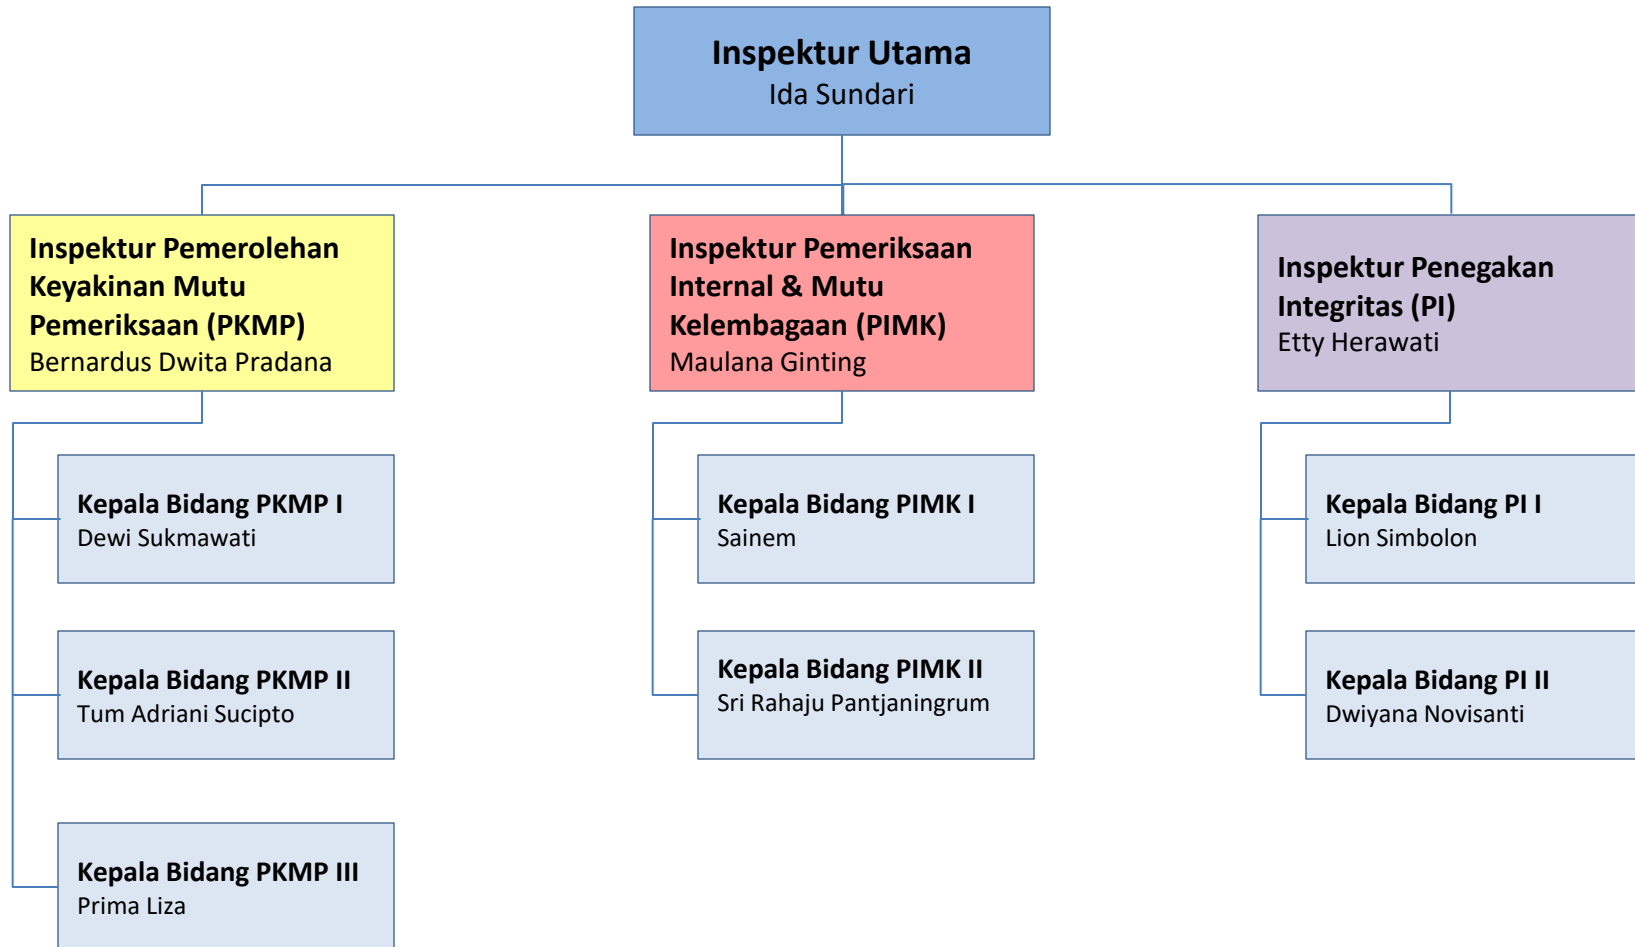 Inspektur Utama
Ida Sundari
Inspektur Pemerolehan
Keyakinan Mutu
Pemeriksaan (PKMP)
Bernardus Dwita Pradana
Inspektur Pemeriksaan
Internal & Mutu
Kelembagaan (PIMK)
Maulana Ginting
Inspektur Penegakan
Integritas (PI)
Etty Herawati
Kepala Bidang PKMP I
Dewi Sukmawati
Kepala Bidang PIMK I
Sainem
Kepala Bidang PI I
Lion Simbolon
Kepala Bidang PKMP II
Tum Adriani Sucipto
Kepala Bidang PIMK II
Sri Rahaju Pantjaningrum
Kepala Bidang PI II
Dwiyana Novisanti
Kepala Bidang PKMP III
Prima Liza